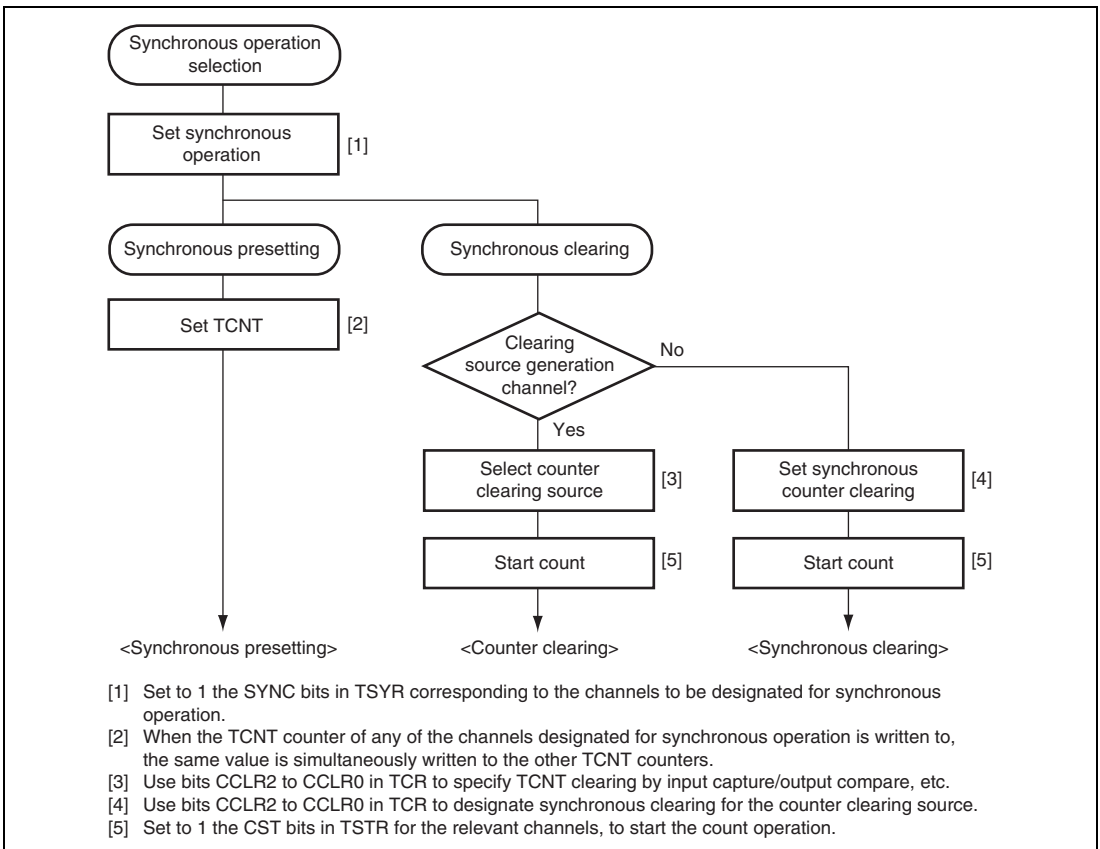 Synchronous operation
selection
Set synchronous
operation
[1]
Synchronous presetting
Synchronous clearing
Set TCNT
[2]
Clearing
source generation
channel?
No
Yes
Select counter
clearing source
[3]
Set synchronous
counter clearing
[4]
Start count
[5]
Start count
[5]
<Synchronous presetting>
<Counter clearing>
<Synchronous clearing>
[1] Set to 1 the SYNC bits in TSYR corresponding to the channels to be designated for synchronous
operation.
[2] When the TCNT counter of any of the channels designated for synchronous operation is written to,
the same value is simultaneously written to the other TCNT counters.
[3] Use bits CCLR2 to CCLR0 in TCR to specify TCNT clearing by input capture/output compare, etc.
[4] Use bits CCLR2 to CCLR0 in TCR to designate synchronous clearing for the counter clearing source.
[5] Set to 1 the CST bits in TSTR for the relevant channels, to start the count operation.